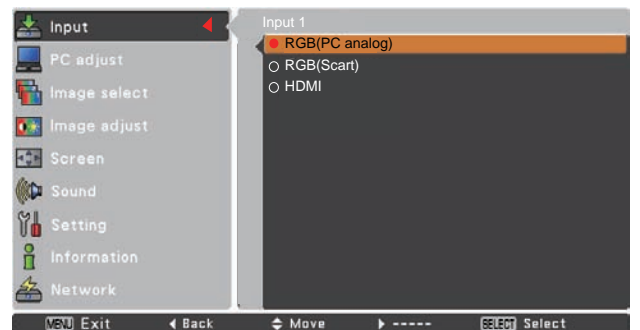 Input
PC adjust
Image select
Image adjust
Screen
Sound
Setting
Information
Network
Input 1
RGB(PC analog)
RGB(Scart)
HDMI
MENU Exit Back Move ----- SELECT Select